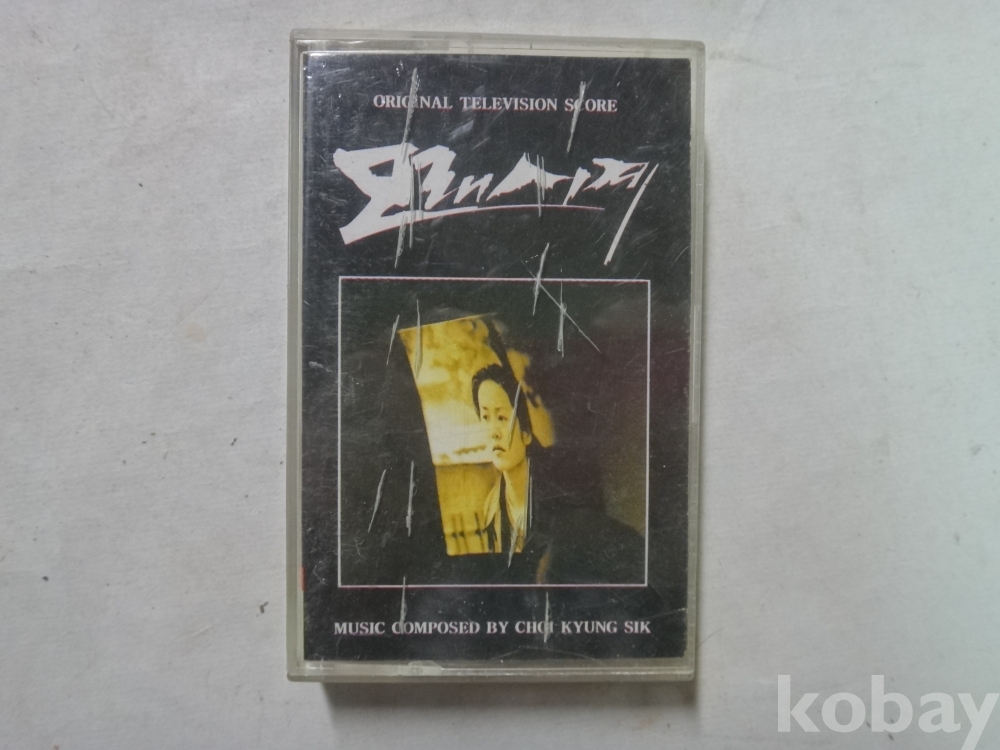 ORIGINAL TELEVISION SCORE
모래시계
MUSIC COMPOSED BY CHOI KYUNG SIK
kobay